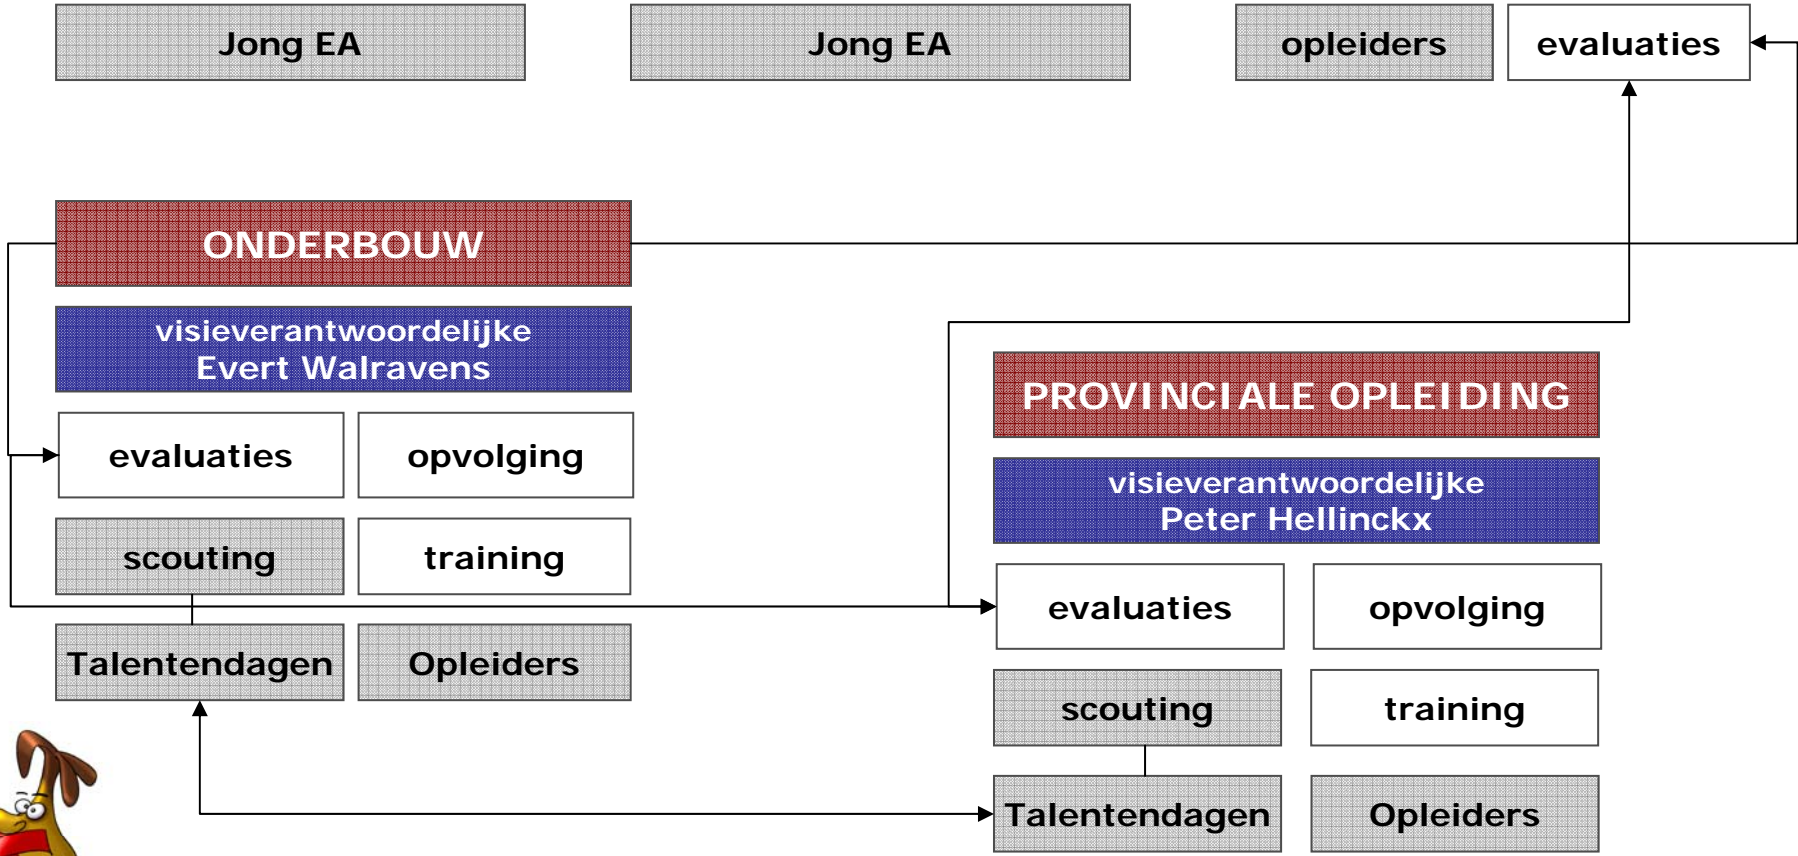 Jong EA
Jong EA
opleiders
evaluaties
ONDERBOUW
visieverantwoordelijke
Evert Walravens
evaluaties
opvolging
scouting
training
Talentendagen
Opleiders
PROVINCIALE OPLEIDING
visieverantwoordelijke
Peter Hellinckx
evaluaties
opvolging
scouting
training
Talentendagen
Opleiders